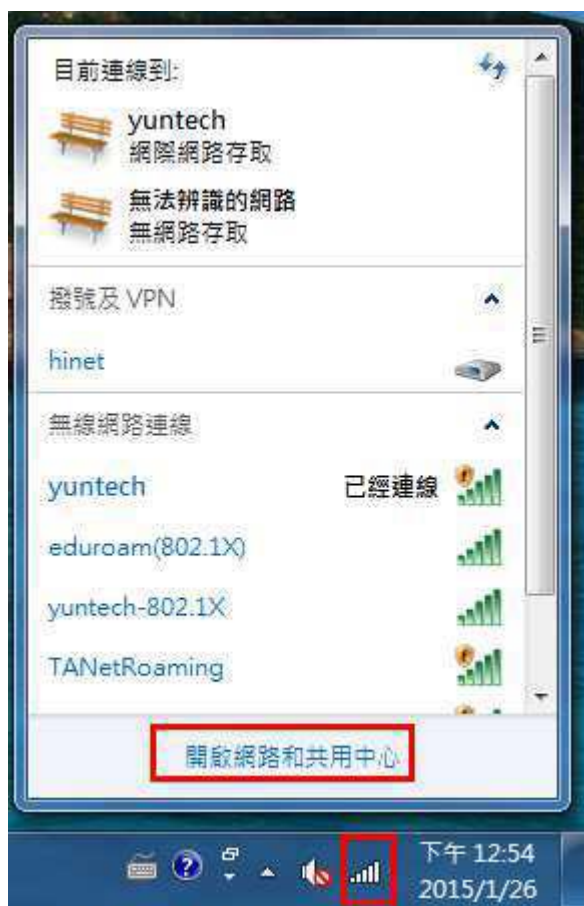 目前連線到:
yuntech
網際網路存取
無法辨識的網路
無網路存取
撥號及 VPN
hinet
無線網路連線
yuntech 已經連線
eduroam(802.1X)
yuntech-802.1X
TANetRoaming
開啟網路和共用中心
下午 12:54
2015/1/26